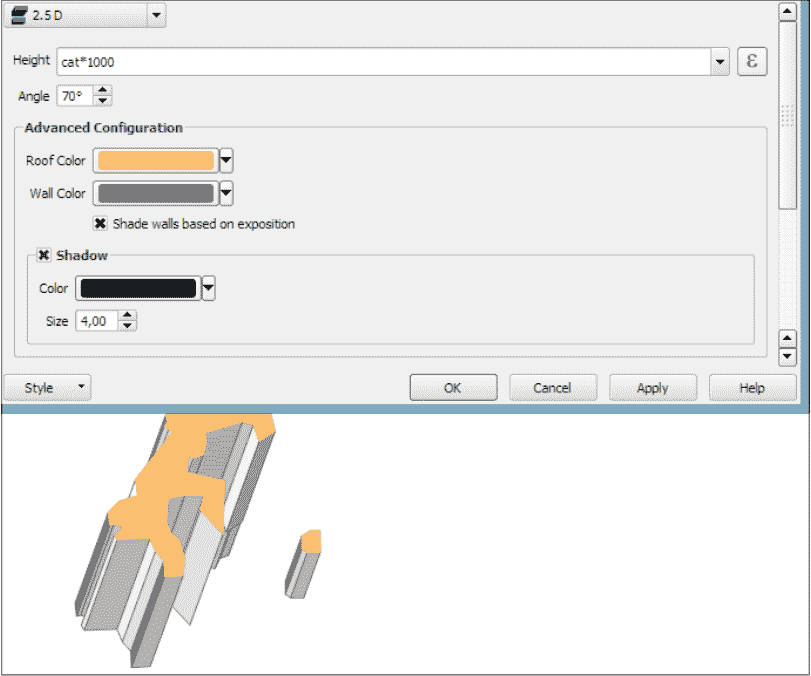 2.5 D
Height cat*1000 ε
Angle 70°
Advanced Configuration
Roof Color
Wall Color
Shade walls based on exposition
Shadow
Color
Size 4,00
Style OK Cancel Apply Help